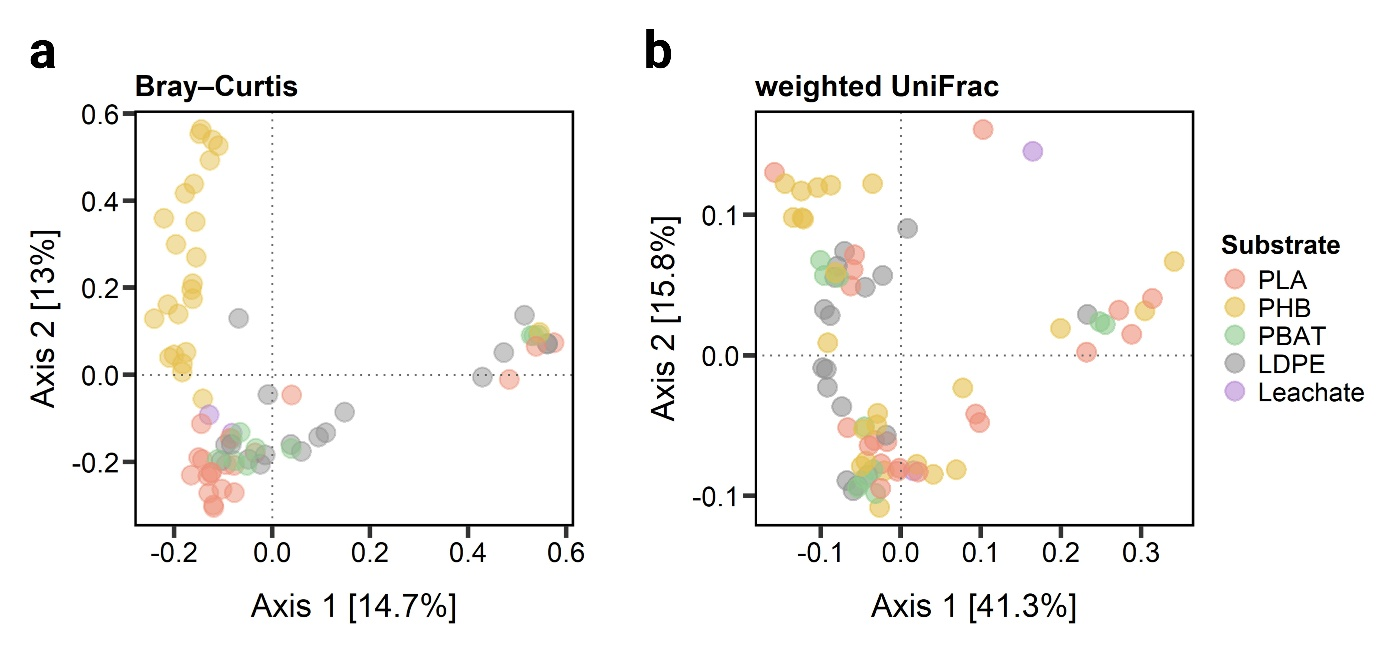 a
Bray–Curtis
0.6
0.4
0.2
0.0
-0.2
-0.2
0.0
0.2
0.4
0.6
Axis 2 [13%]
Axis 1 [14.7%]
b
weighted UniFrac
0.1
0.0
-0.1
-0.1
0.0
0.1
0.2
0.3
Axis 2 [15.8%]
Axis 1 [41.3%]
Substrate
PLA
PHB
PBAT
LDPE
Leachate